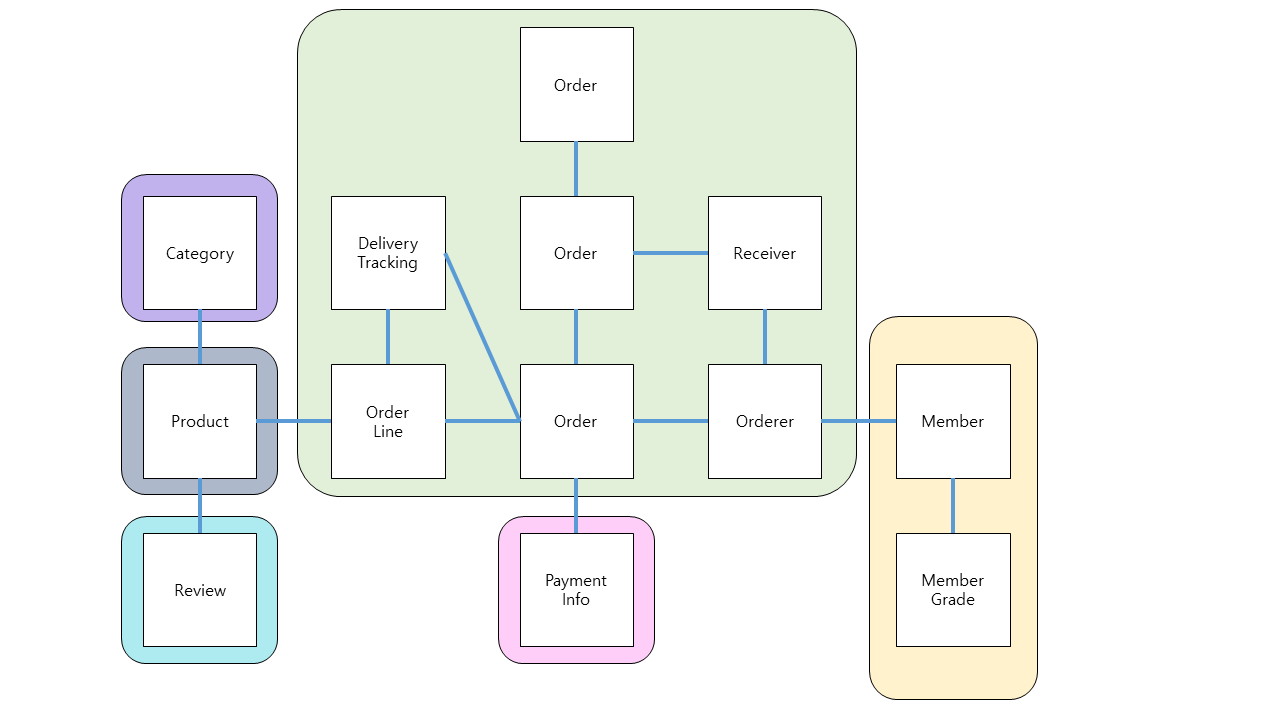 Order
Category
Delivery
Tracking
Order
Receiver
Product
Order
Line
Order
Orderer
Member
Review
Payment
Info
Member
Grade